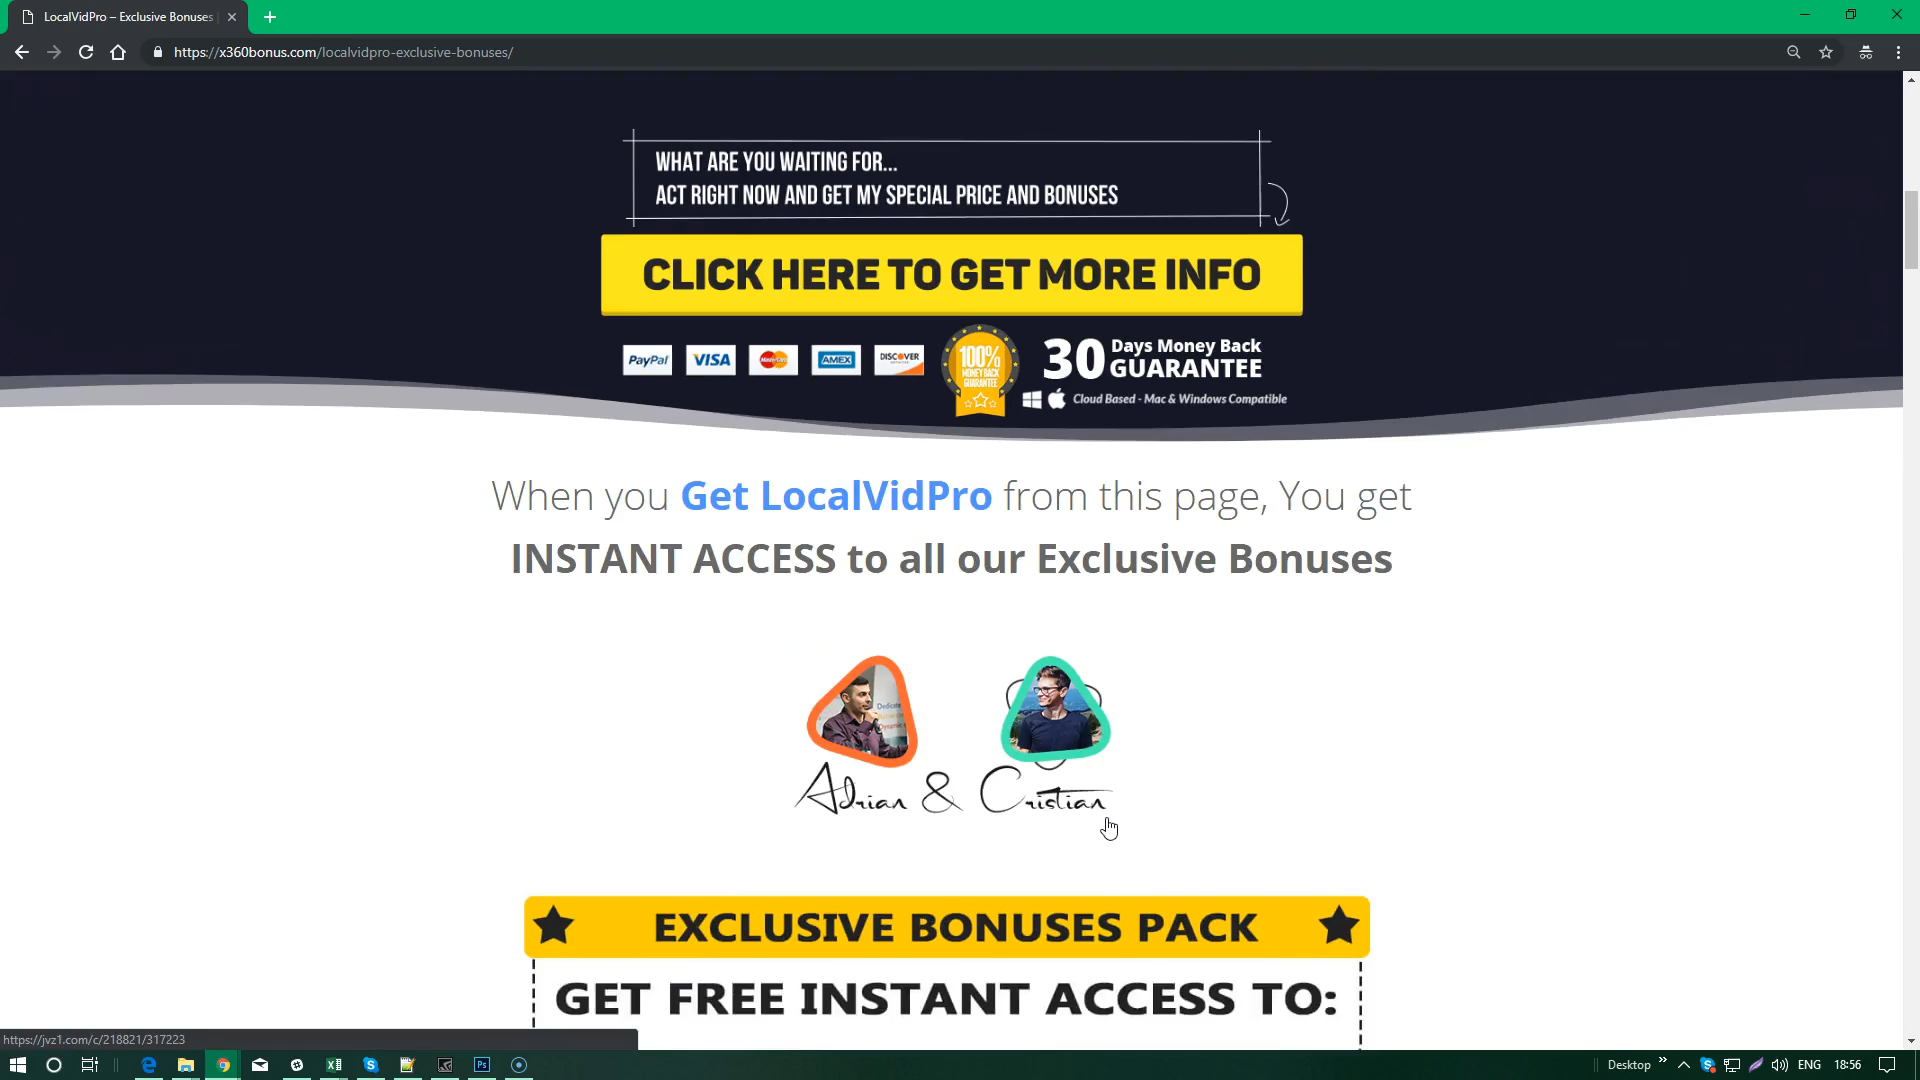 LocalVidPro – Exclusive Bonuses
https://x360bonus.com/localvidpro-exclusive-bonuses/
WHAT ARE YOU WAITING FOR...
ACT RIGHT NOW AND GET MY SPECIAL PRICE AND BONUSES
CLICK HERE TO GET MORE INFO
PayPal VISA MasterCard AMEX DISCOVER
100%
MONEY BACK
GUARANTEE
30 Days Money Back
GUARANTEE
Cloud Based - Mac & Windows Compatible
When you Get LocalVidPro from this page, You get
INSTANT ACCESS to all our Exclusive Bonuses
Adrian & Cristian
EXCLUSIVE BONUSES PACK
GET FREE INSTANT ACCESS TO:
https://jvz1.com/c/218821/317223
Desktop
ENG
18:56